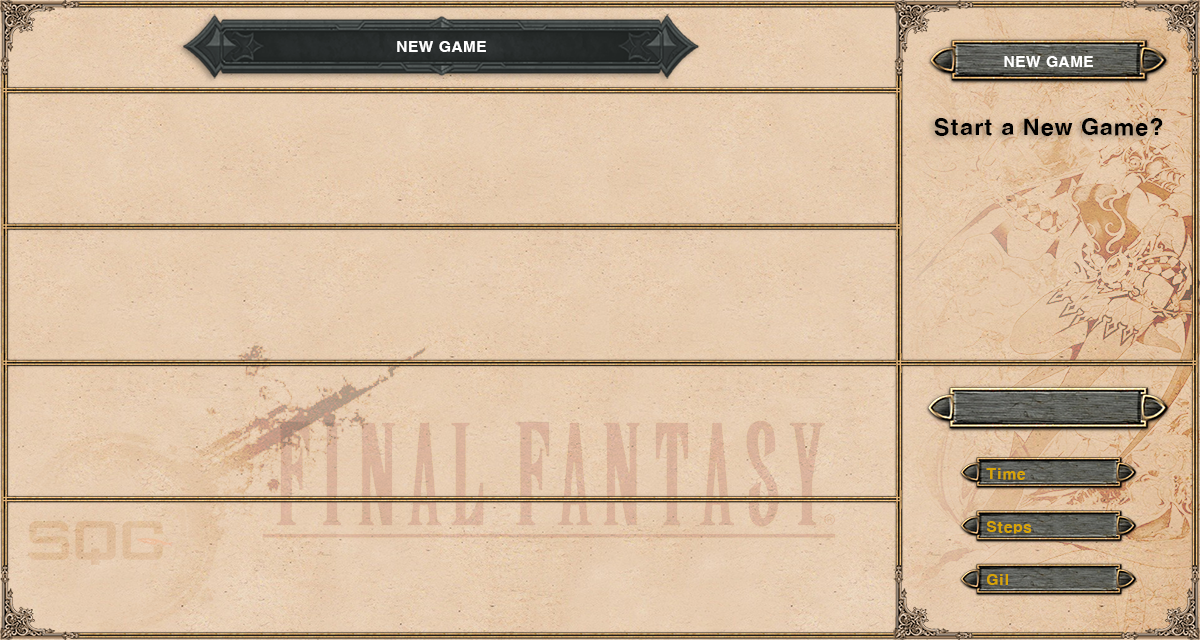 NEW GAME
NEW GAME
Start a New Game?
FINAL FANTASY
SQG
Time
Steps
Gil